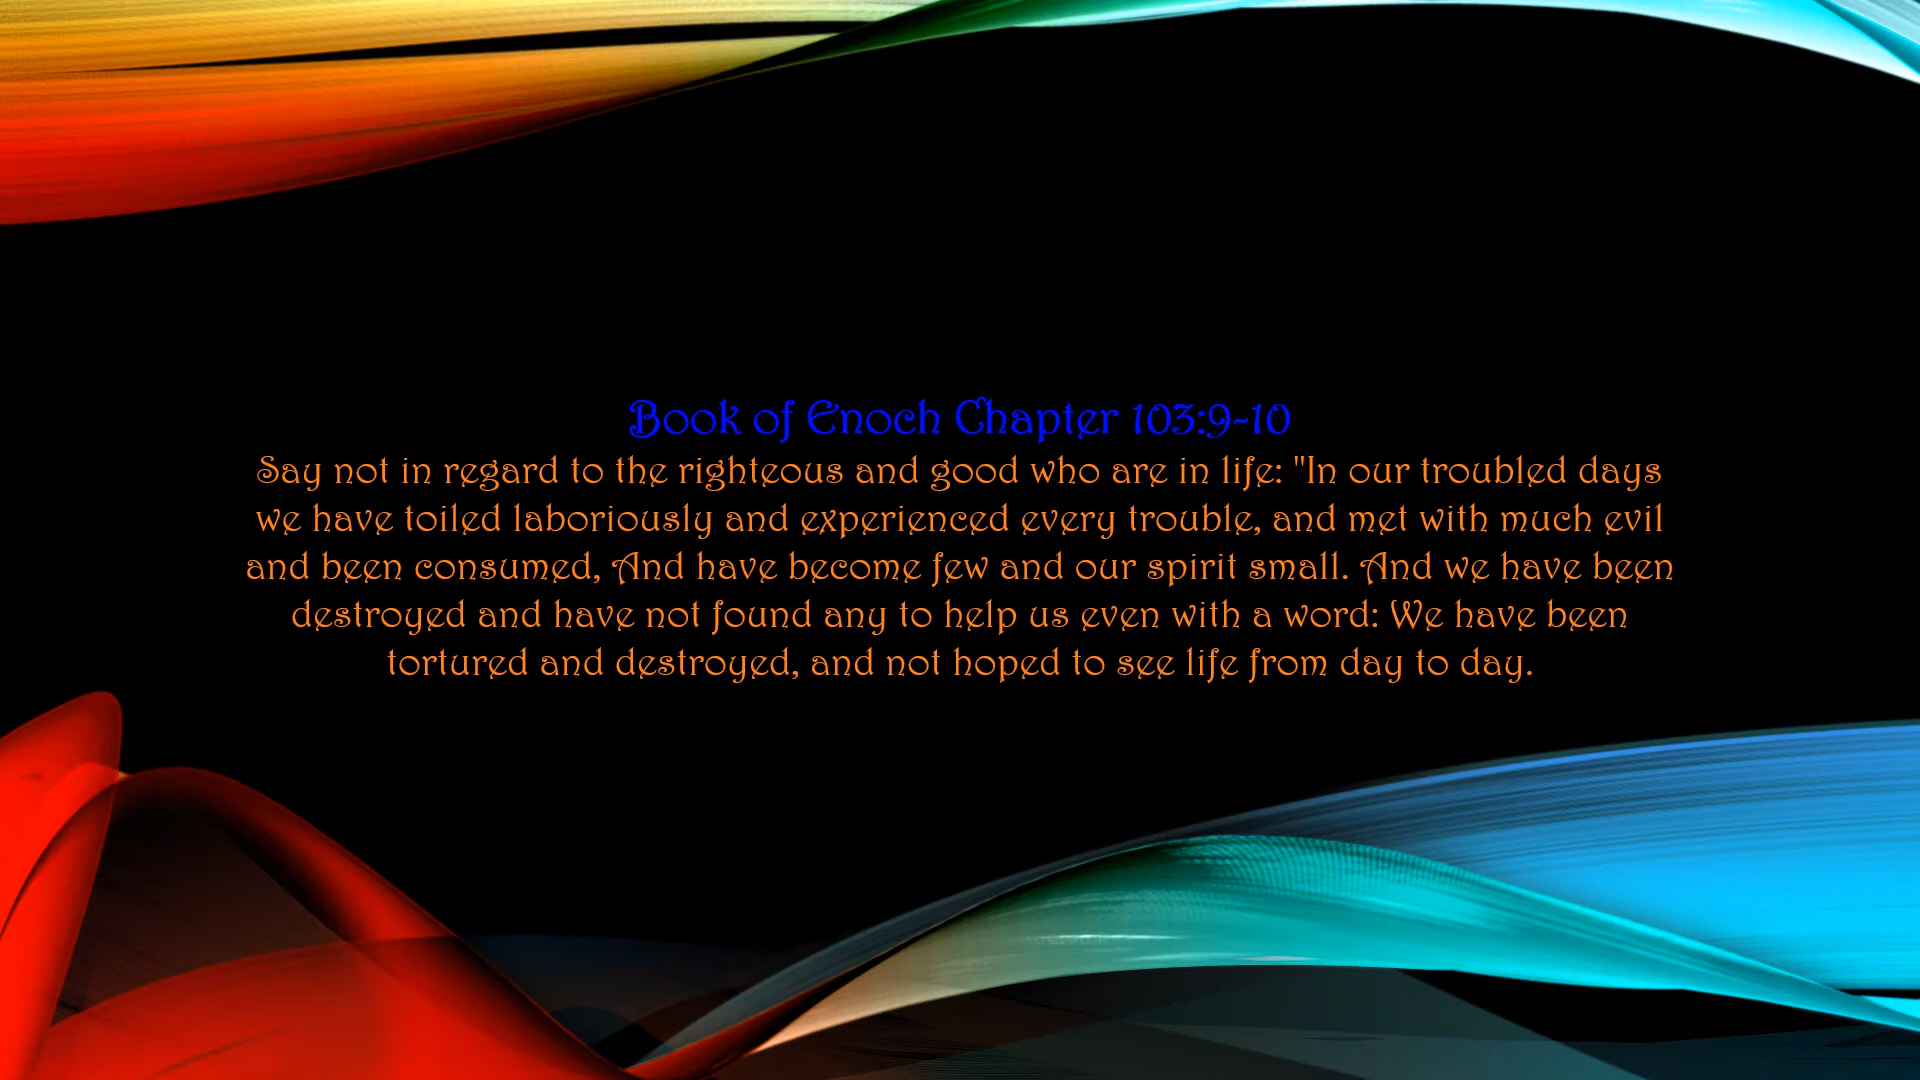 Book of Enoch Chapter 103:9-10
Say not in regard to the righteous and good who are in life: "In our troubled days
we have toiled laboriously and experienced every trouble, and met with much evil
and been consumed, And have become few and our spirit small. And we have been
destroyed and have not found any to help us even with a word: We have been
tortured and destroyed, and not hoped to see life from day to day.